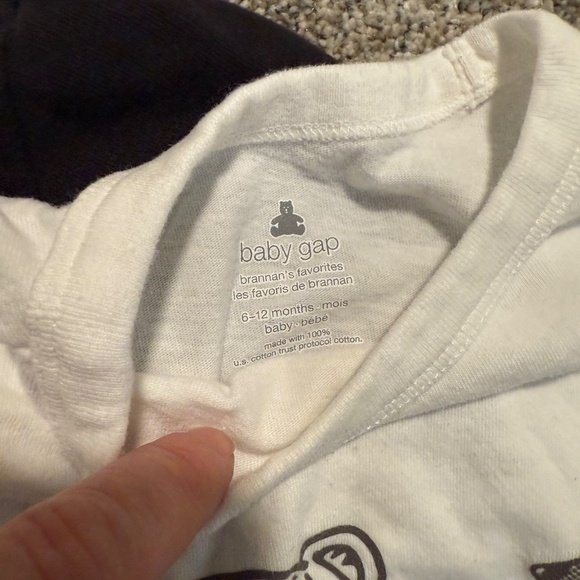 baby gap
brannan's favorites
les favoris de brannan
6–12 months · mois
baby · bébé
made with 100%
u.s. cotton trust protocol cotton.